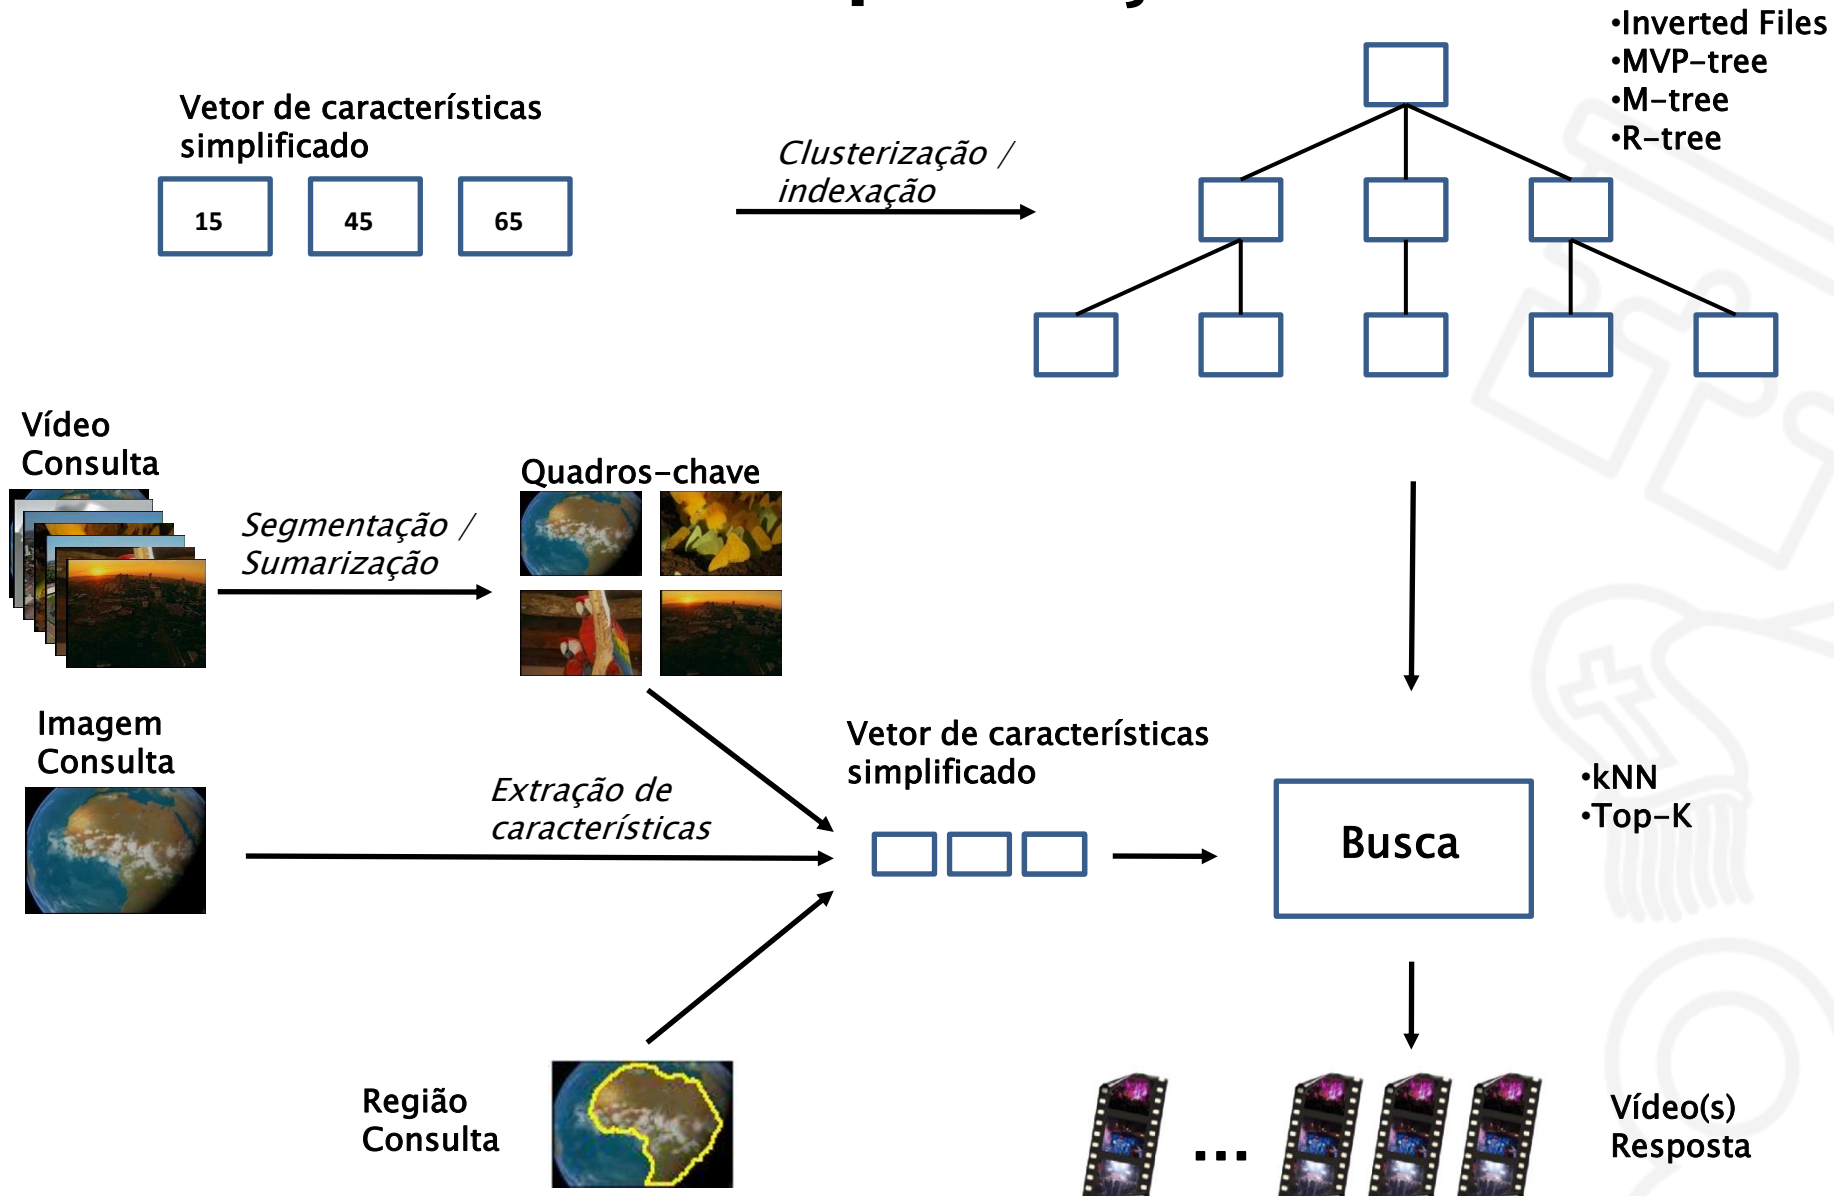 •Inverted Files
•MVP-tree
•M-tree
•R-tree
Vetor de características
simplificado
15 45 65
Clusterização /
indexação
Vídeo
Consulta
Segmentação /
Sumarização
Quadros-chave
Imagem
Consulta
Extração de
características
Vetor de características
simplificado
Busca
•kNN
•Top-K
Região
Consulta
...
Vídeo(s)
Resposta